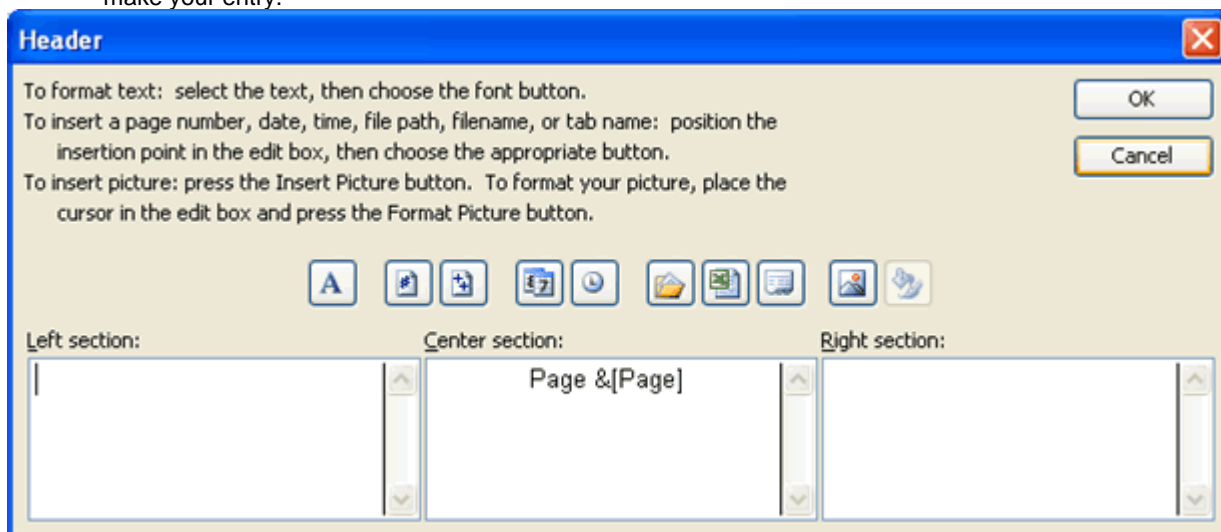 make your entry.
Header
To format text: select the text, then choose the font button.
To insert a page number, date, time, file path, filename, or tab name: position the
insertion point in the edit box, then choose the appropriate button.
To insert picture: press the Insert Picture button. To format your picture, place the
cursor in the edit box and press the Format Picture button.
OK
Cancel
A
Left section:
Center section:
Right section:
Page &[Page]